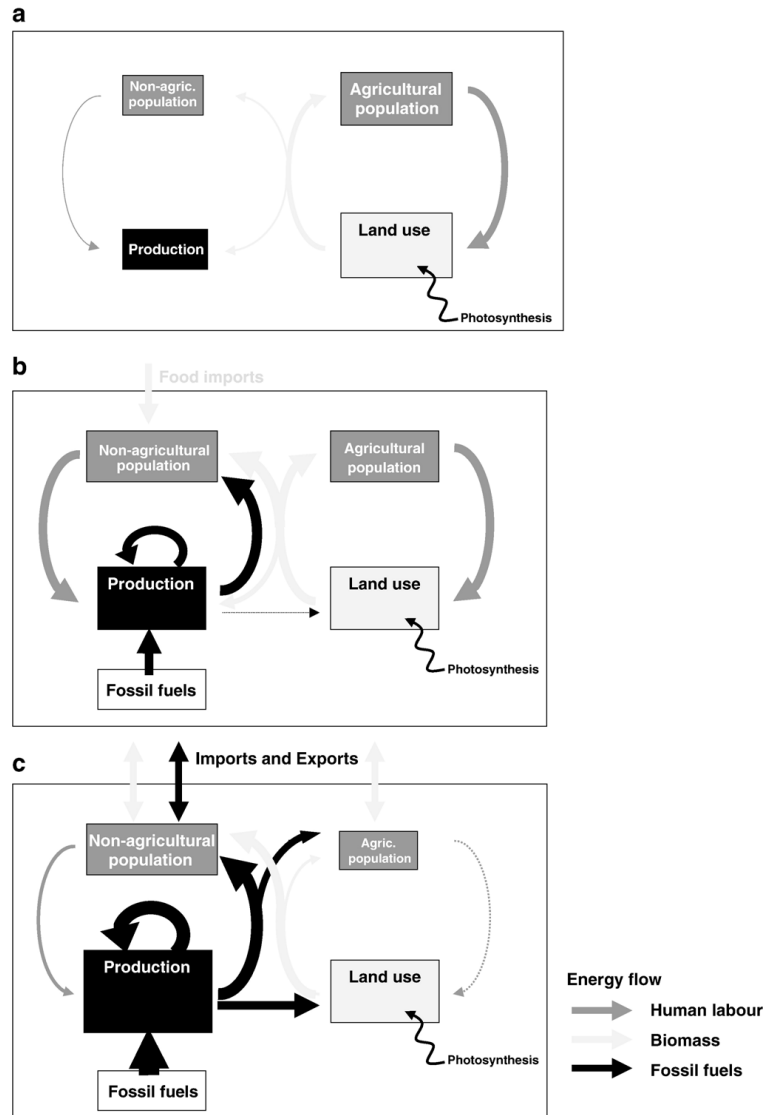 a
Non-agric.
population
Agricultural
population
Production
Land use
Photosynthesis
b
Food imports
Non-agricultural
population
Agricultural
population
Production
Land use
Photosynthesis
Fossil fuels
c
Imports and Exports
Non-agricultural
population
Agric.
population
Production
Land use
Photosynthesis
Fossil fuels
Energy flow
Human labour
Biomass
Fossil fuels